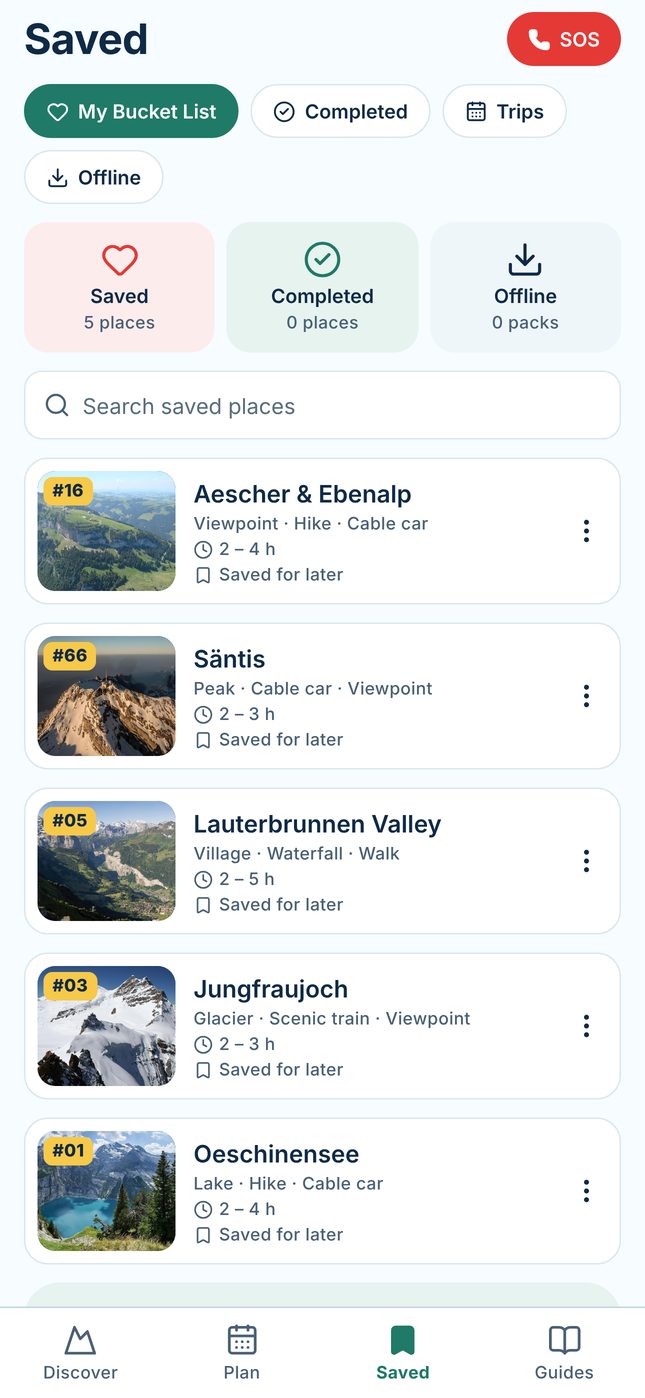 Saved
SOS
My Bucket List
Completed
Trips
Offline
Saved
5 places
Completed
0 places
Offline
0 packs
Search saved places
#16
Aescher & Ebenalp
Viewpoint · Hike · Cable car
2 – 4 h
Saved for later
#66
Säntis
Peak · Cable car · Viewpoint
2 – 3 h
Saved for later
#05
Lauterbrunnen Valley
Village · Waterfall · Walk
2 – 5 h
Saved for later
#03
Jungfraujoch
Glacier · Scenic train · Viewpoint
2 – 3 h
Saved for later
#01
Oeschinensee
Lake · Hike · Cable car
2 – 4 h
Saved for later
Discover
Plan
Saved
Guides